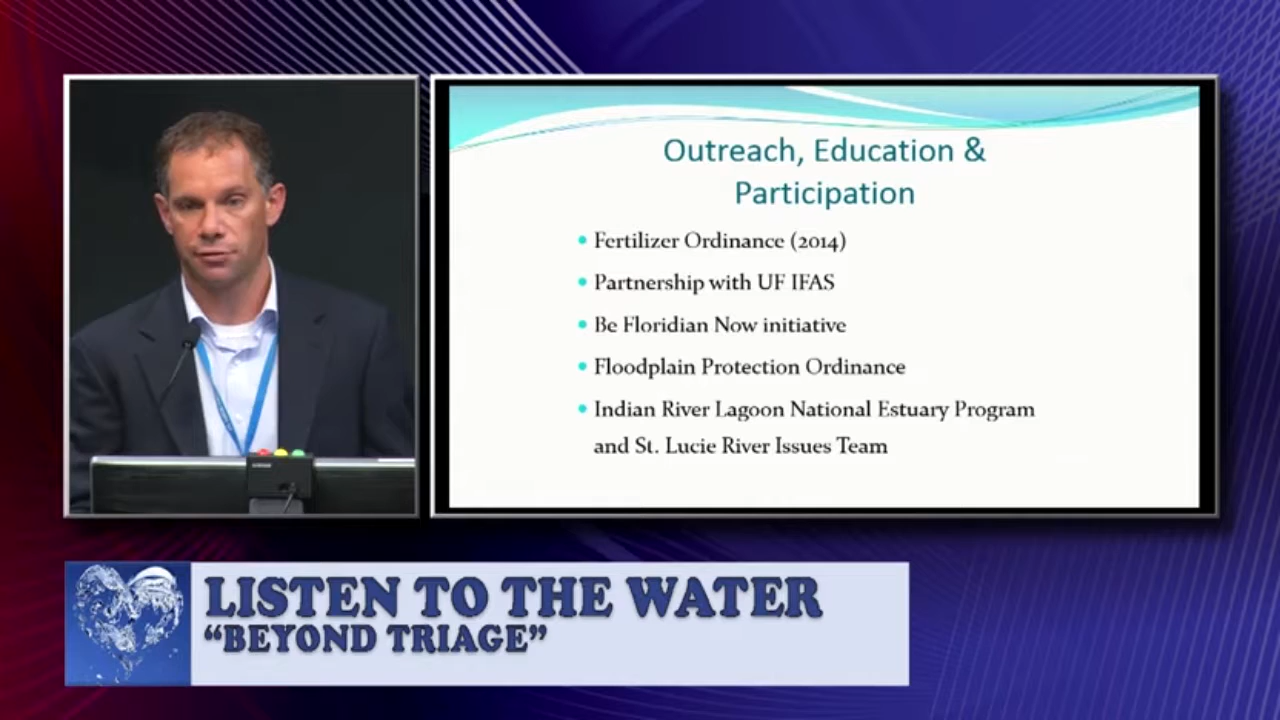 Outreach, Education &
Participation
• Fertilizer Ordinance (2014)
• Partnership with UF IFAS
• Be Floridian Now initiative
• Floodplain Protection Ordinance
• Indian River Lagoon National Estuary Program
and St. Lucie River Issues Team
LISTEN TO THE WATER
“BEYOND TRIAGE”